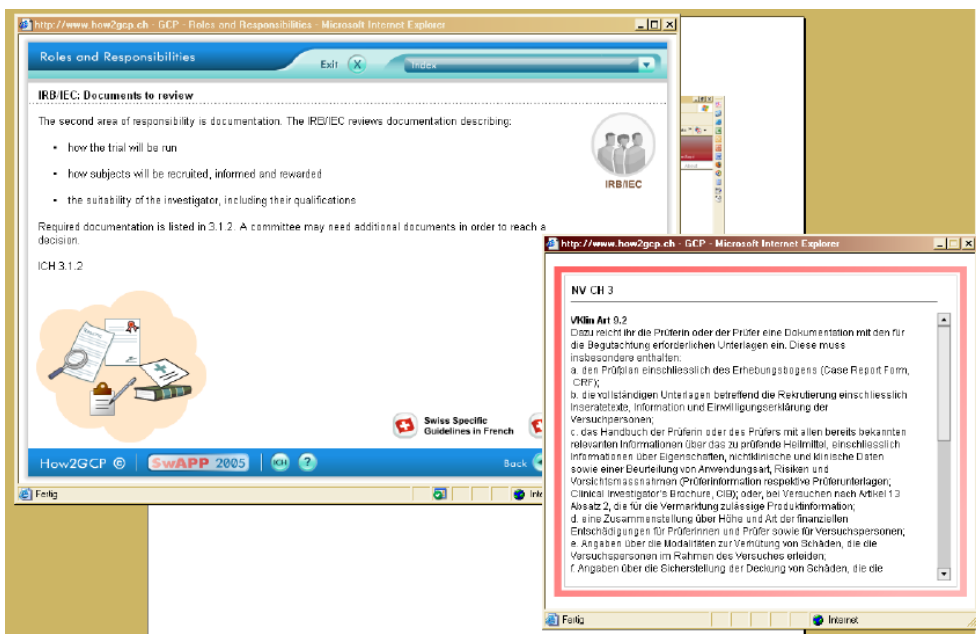 http://www.how2gcp.ch - GCP - Roles and Responsibilities - Microsoft Internet Explorer
Roles and Responsibilities
Exit
Index
IRB/IEC: Documents to review
The second area of responsibility is documentation. The IRB/IEC reviews documentation describing:
• how the trial will be run
• how subjects will be recruited, informed and rewarded
• the suitability of the investigator, including their qualifications
IRB/IEC
Required documentation is listed in 3.1.2. A committee may need additional documents in order to reach a
decision.
ICH 3.1.2
Swiss Specific
Guidelines in French
How2GCP ©
SwAPP 2005
ICH
?
Back
Fertig
http://www.how2gcp.ch - GCP - Microsoft Internet Explorer
NV CH 3
VKlin Art 9.2
Dazu reicht ihr die Prüferin oder der Prüfer eine Dokumentation mit den für
die Begutachtung erforderlichen Unterlagen ein. Diese muss
insbesondere enthalten:
a. den Prüfplan einschliesslich des Erhebungsbogens (Case Report Form,
CRF);
b. die vollständigen Unterlagen betreffend die Rekrutierung einschliesslich
Inseratetexte, Information und Einwilligungserklärung der
Versuchpersonen;
c. das Handbuch der Prüferin oder des Prüfers mit allen bereits bekannten
relevanten Informationen über das zu prüfende Heilmittel, einschliesslich
Informationen über Eigenschaften, nichtklinische und klinische Daten
sowie einer Beurteilung von Anwendungsart, Risiken und
Vorsichtsmassnahmen (Prüferinformation respektive Prüferunterlagen;
Clinical Investigator's Brochure, CIB); oder, bei Versuchen nach Artikel 13
Absatz 2, die für die Vermarktung zulässige Produktinformation;
d. eine Zusammenstellung über Höhe und Art der finanziellen
Entschädigungen für Prüferinnen und Prüfer sowie für Versuchspersonen;
e. Angaben über die Modalitäten zur Verhütung von Schäden, die die
Versuchspersonen im Rahmen des Versuches erleiden;
f. Angaben über die Sicherstellung der Deckung von Schäden, die die
Fertig
Internet